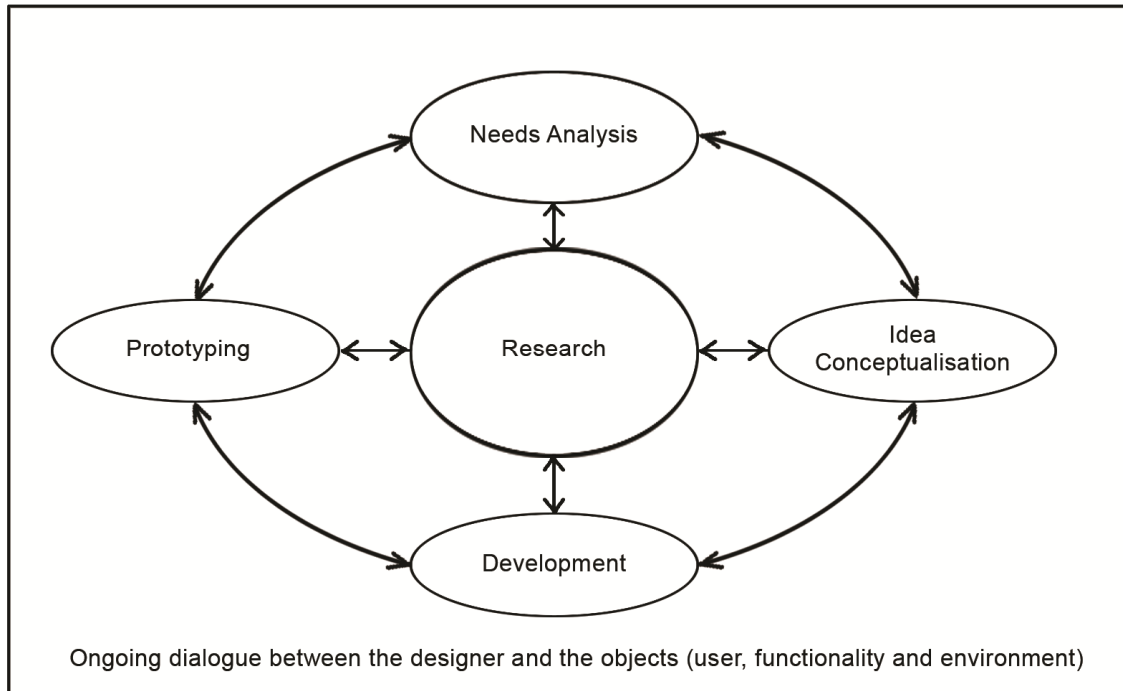 Needs Analysis
Prototyping
Research
Idea
Conceptualisation
Development
Ongoing dialogue between the designer and the objects (user, functionality and environment)